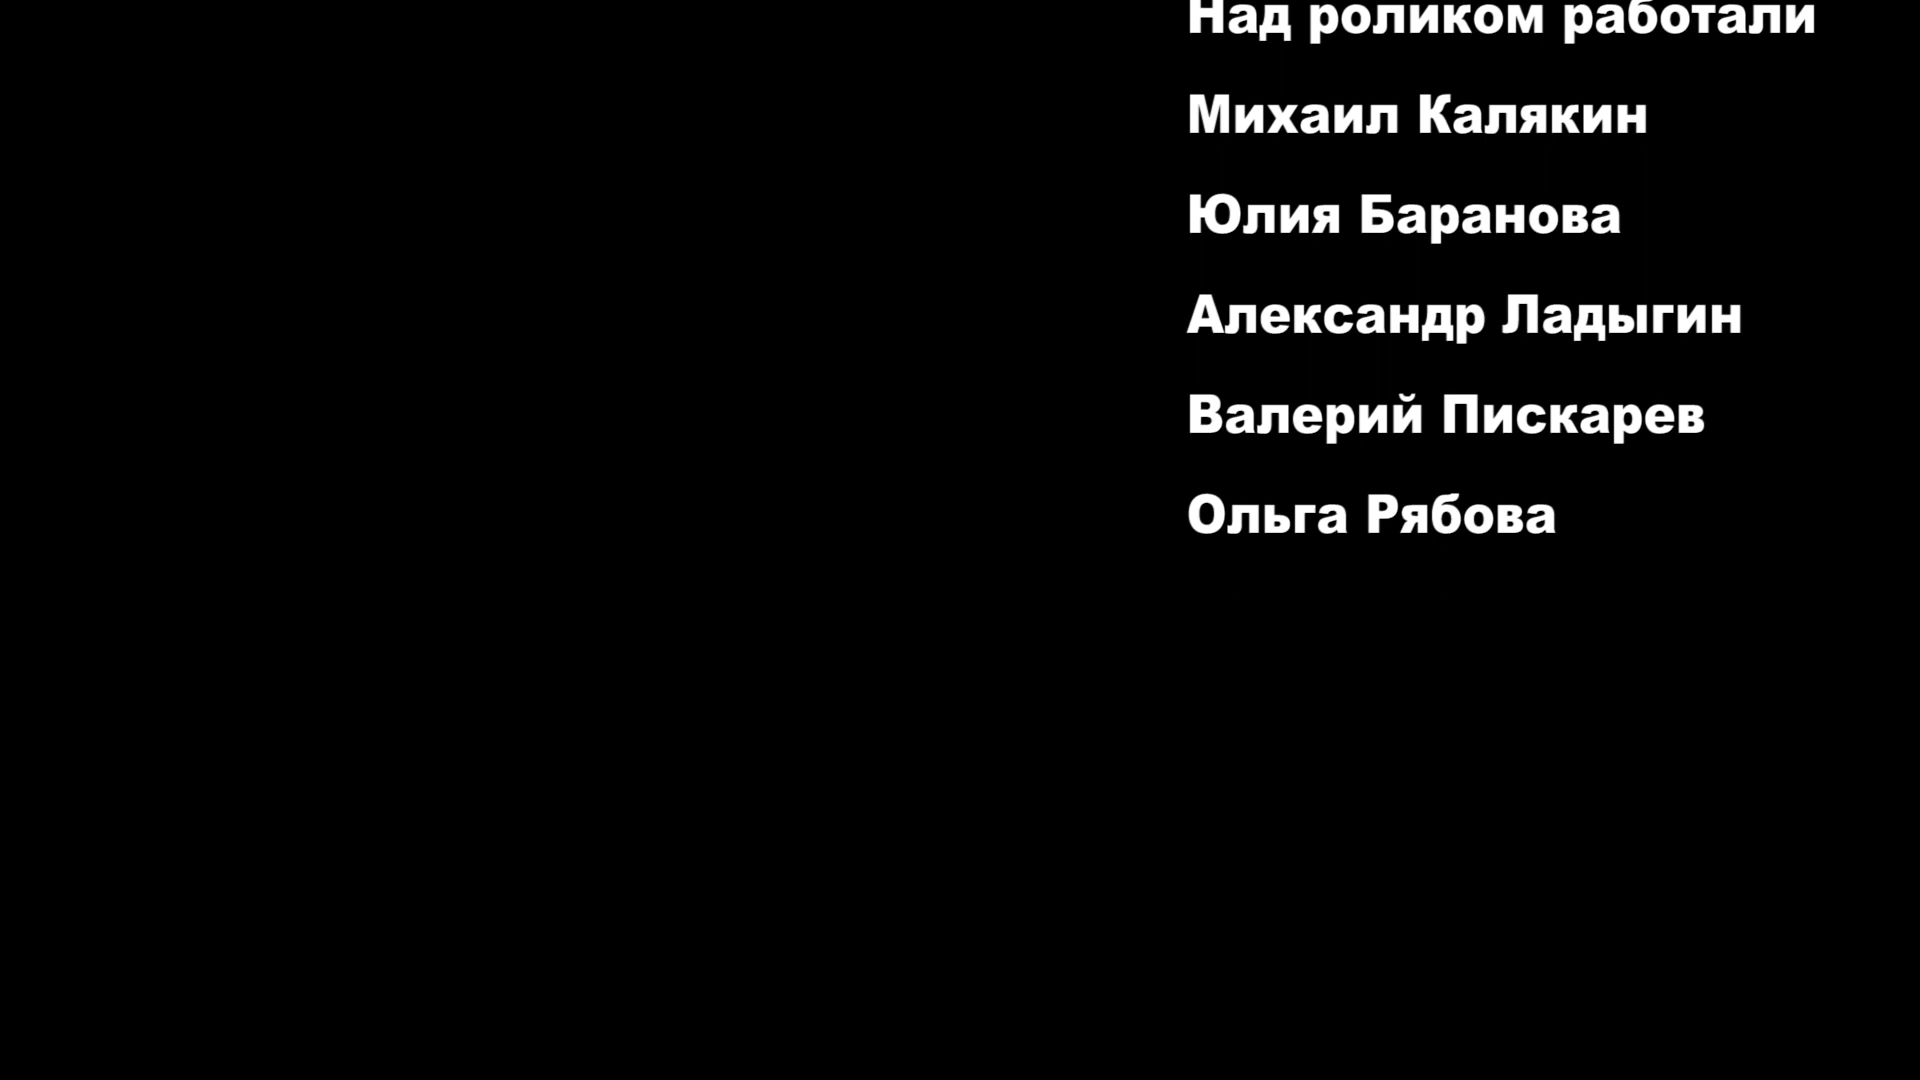 Над роликом работали
Михаил Калякин
Юлия Баранова
Александр Ладыгин
Валерий Пискарев
Ольга Рябова